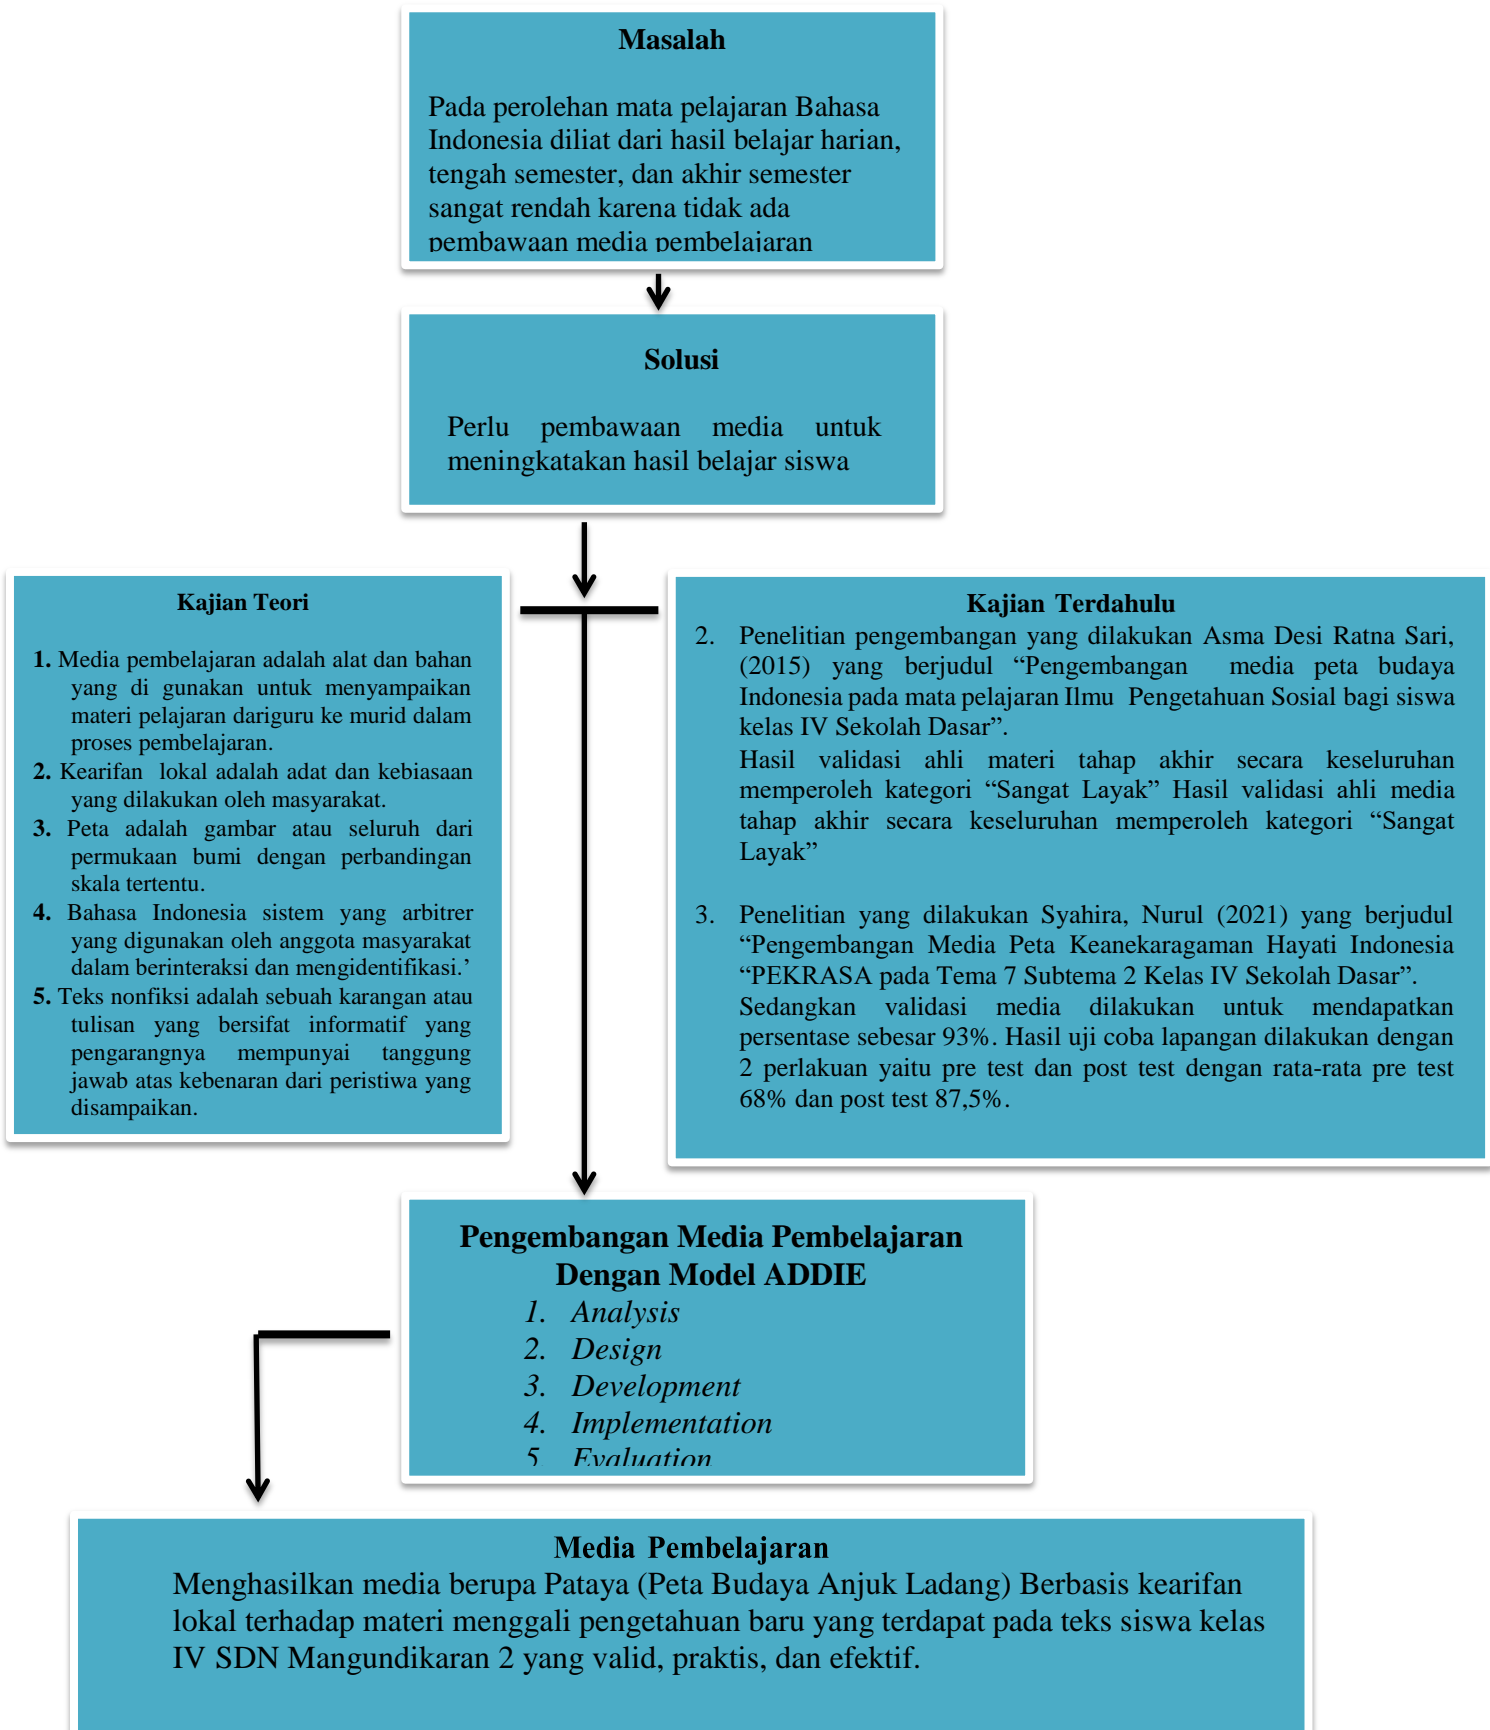 Masalah
Pada perolehan mata pelajaran Bahasa
Indonesia diliat dari hasil belajar harian,
tengah semester, dan akhir semester
sangat rendah karena tidak ada
pembawaan media pembelajaran
Solusi
Perlu pembawaan media untuk
meningkatakan hasil belajar siswa
Kajian Teori
1. Media pembelajaran adalah alat dan bahan
yang di gunakan untuk menyampaikan
materi pelajaran dariguru ke murid dalam
proses pembelajaran.
2. Kearifan lokal adalah adat dan kebiasaan
yang dilakukan oleh masyarakat.
3. Peta adalah gambar atau seluruh dari
permukaan bumi dengan perbandingan
skala tertentu.
4. Bahasa Indonesia sistem yang arbitrer
yang digunakan oleh anggota masyarakat
dalam berinteraksi dan mengidentifikasi.’
5. Teks nonfiksi adalah sebuah karangan atau
tulisan yang bersifat informatif yang
pengarangnya mempunyai tanggung
jawab atas kebenaran dari peristiwa yang
disampaikan.
Kajian Terdahulu
2. Penelitian pengembangan yang dilakukan Asma Desi Ratna Sari,
(2015) yang berjudul “Pengembangan media peta budaya
Indonesia pada mata pelajaran Ilmu Pengetahuan Sosial bagi siswa
kelas IV Sekolah Dasar”.
Hasil validasi ahli materi tahap akhir secara keseluruhan
memperoleh kategori “Sangat Layak” Hasil validasi ahli media
tahap akhir secara keseluruhan memperoleh kategori “Sangat
Layak”
3. Penelitian yang dilakukan Syahira, Nurul (2021) yang berjudul
“Pengembangan Media Peta Keanekaragaman Hayati Indonesia
“PEKRASA pada Tema 7 Subtema 2 Kelas IV Sekolah Dasar”.
Sedangkan validasi media dilakukan untuk mendapatkan
persentase sebesar 93%. Hasil uji coba lapangan dilakukan dengan
2 perlakuan yaitu pre test dan post test dengan rata-rata pre test
68% dan post test 87,5%.
Pengembangan Media Pembelajaran
Dengan Model ADDIE
1. Analysis
2. Design
3. Development
4. Implementation
5 Evaluation
Media Pembelajaran
Menghasilkan media berupa Pataya (Peta Budaya Anjuk Ladang) Berbasis kearifan
lokal terhadap materi menggali pengetahuan baru yang terdapat pada teks siswa kelas
IV SDN Mangundikaran 2 yang valid, praktis, dan efektif.